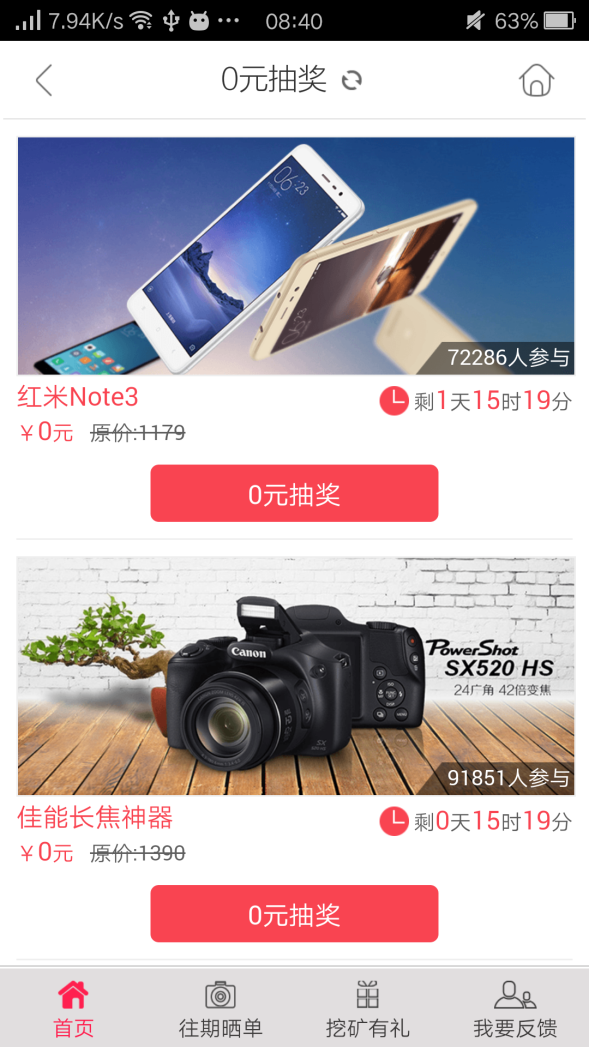 7.94K/s ··· 08:40 63%
0元抽奖
06:23
72286人参与
红米Note3
剩1天15时19分
￥0元 原价:1179
0元抽奖
Canon
PowerShot
SX520 HS
24广角 42倍变焦
91851人参与
佳能长焦神器
剩0天15时19分
￥0元 原价:1390
0元抽奖
首页 往期晒单 挖矿有礼 我要反馈